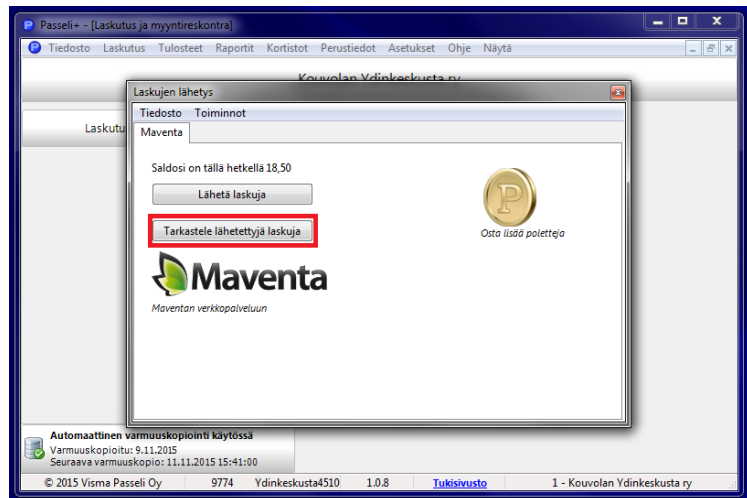 Passeli+ - [Laskutus ja myyntireskontra]
Tiedosto Laskutus Tulosteet Raportit Kortistot Perustiedot Asetukset Ohje Näytä
Kouvolan Ydinkeskusta ry
Laskutu
Laskujen lähetys
Tiedosto Toiminnot
Maventa
Saldosi on tällä hetkellä 18,50
Lähetä laskuja
Tarkastele lähetettyjä laskuja
P
Osta lisää poletteja
Maventa
Maventan verkkopalveluun
Automaattinen varmuuskopiointi käytössä
Varmuuskopioitu: 9.11.2015
Seuraava varmuuskopio: 11.11.2015 15:41:00
© 2015 Visma Passeli Oy 9774 Ydinkeskusta4510 1.0.8 Tukisivusto 1 - Kouvolan Ydinkeskusta ry